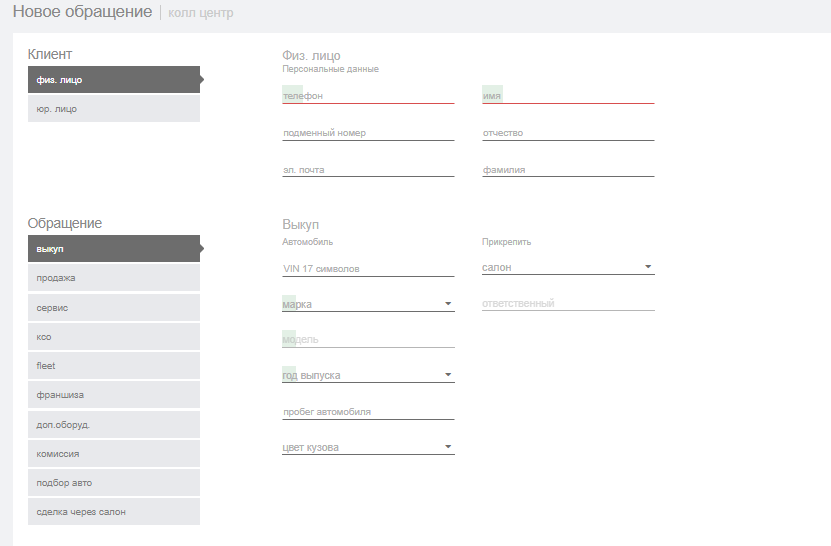 Новое обращение | колл центр
Клиент
физ. лицо
юр. лицо
Физ. лицо
Персональные данные
телефон
имя
подменный номер
отчество
эл. почта
фамилия
Обращение
выкуп
продажа
сервис
ксо
fleet
франшиза
доп.оборуд.
комиссия
подбор авто
сделка через салон
Выкуп
Автомобиль
Прикрепить
VIN 17 символов
салон
марка
ответственный
модель
год выпуска
пробег автомобиля
цвет кузова